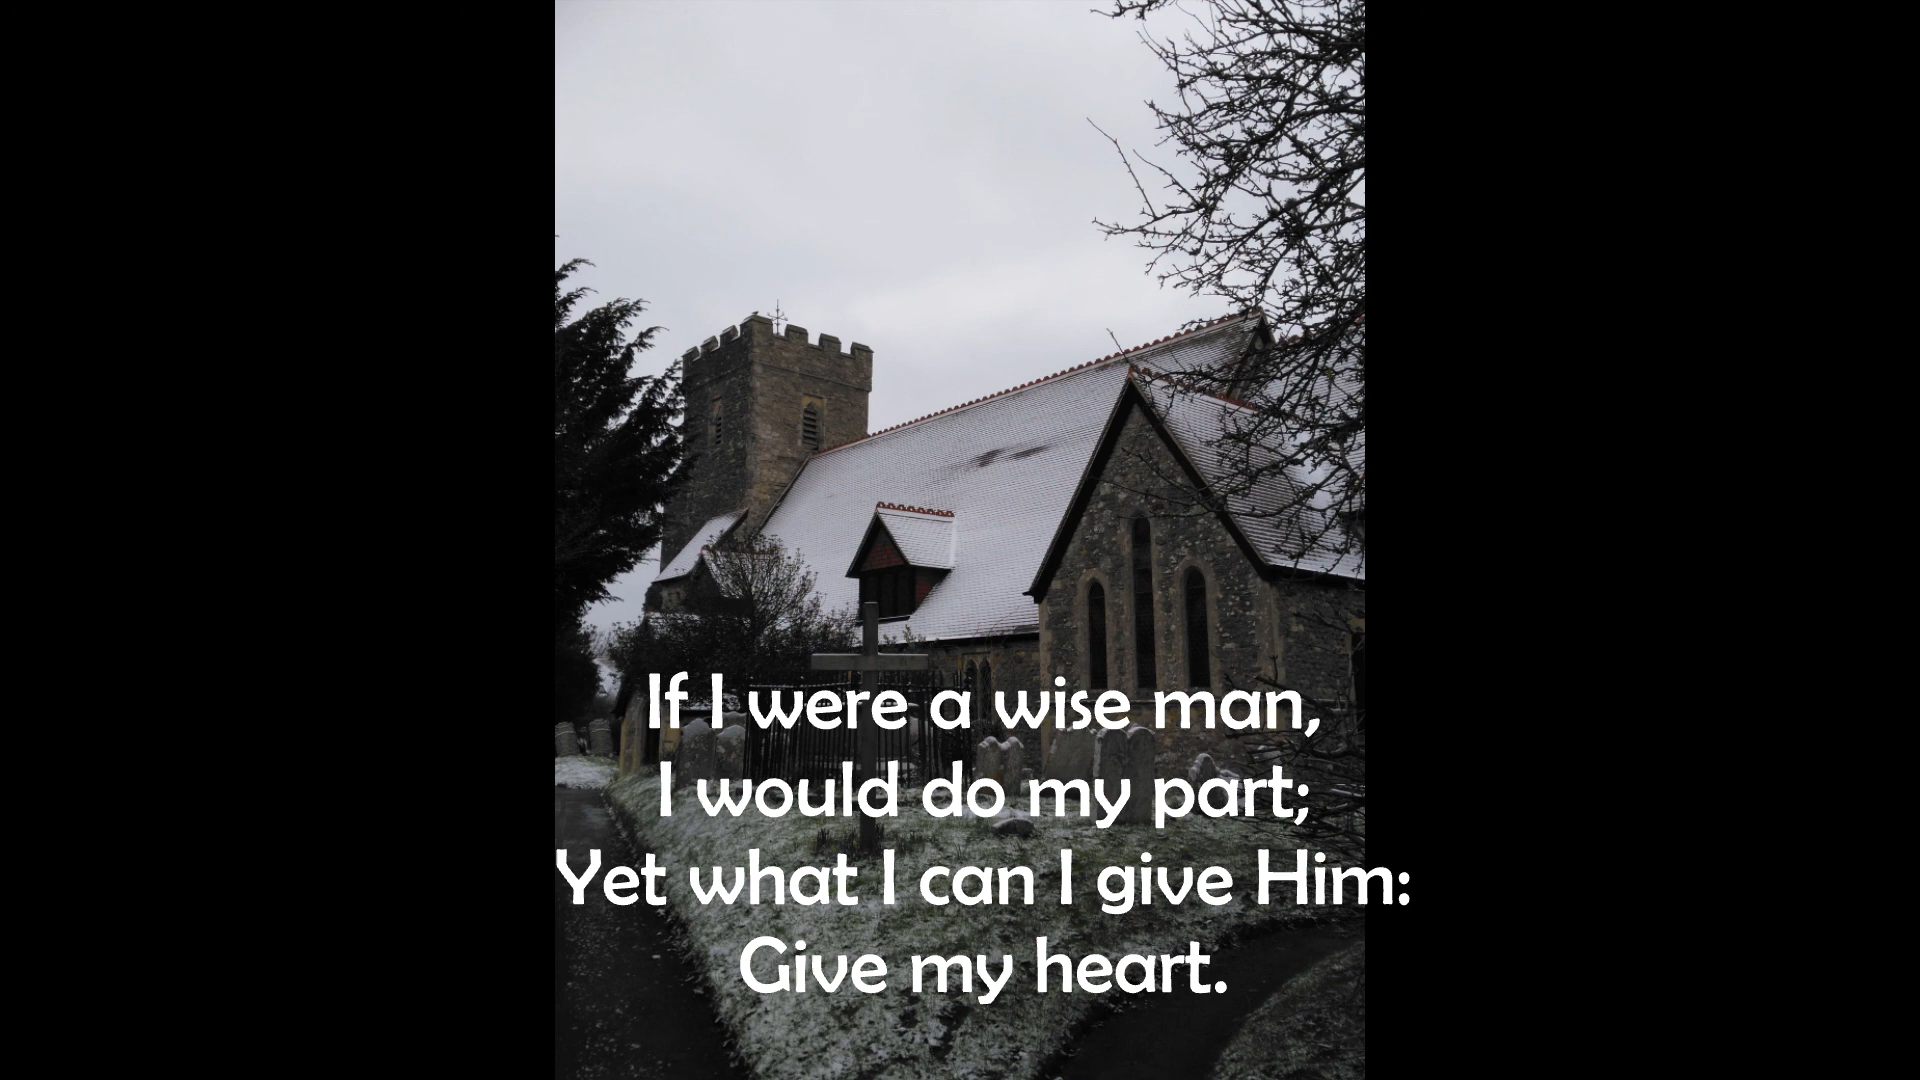 If I were a wise man,
I would do my part;
Yet what I can I give Him:
Give my heart.